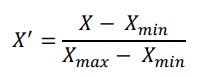 X′ = (X − X_min) / (X_max − X_min)